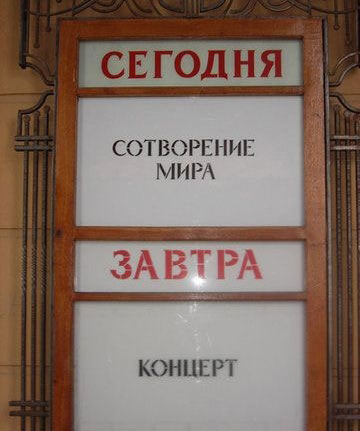 СЕГОДНЯ
СОТВОРЕНИЕ
МИРА
ЗАВТРА
КОНЦЕРТ